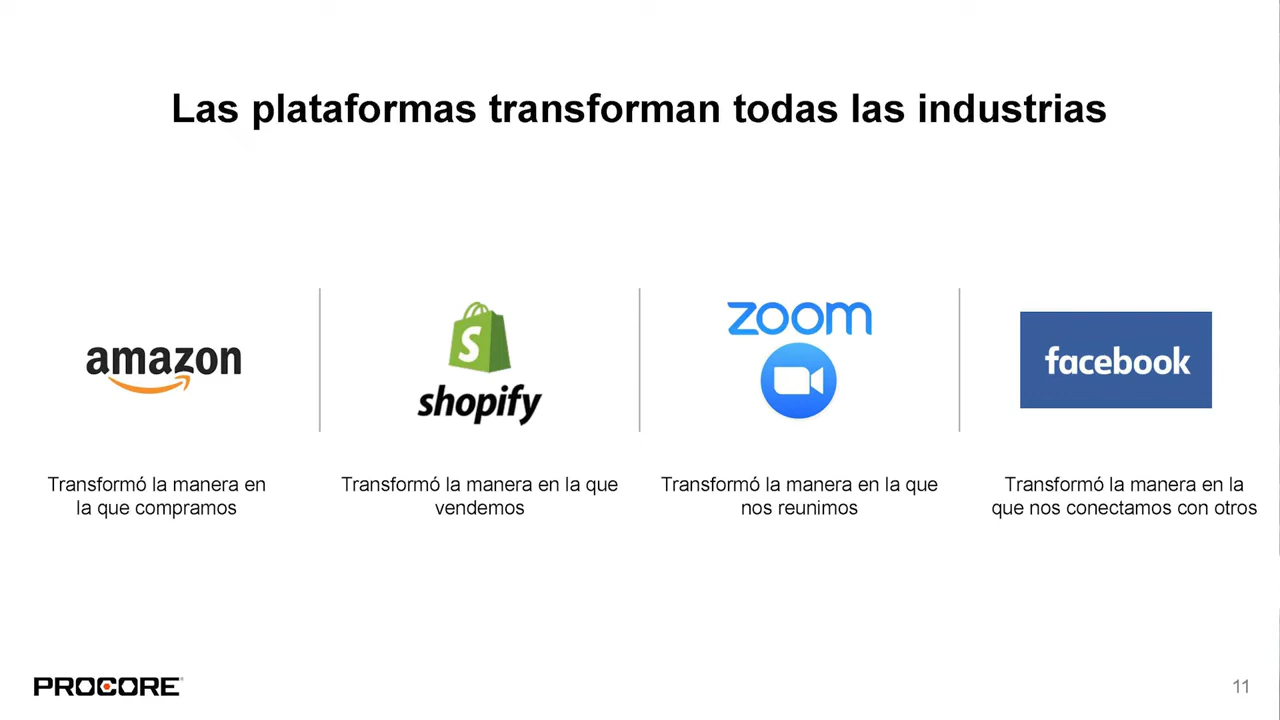 Las plataformas transforman todas las industrias
amazon
shopify
zoom
facebook
Transformó la manera en
la que compramos
Transformó la manera en la que
vendemos
Transformó la manera en la que
nos reunimos
Transformó la manera en la
que nos conectamos con otros
PROCORE
11